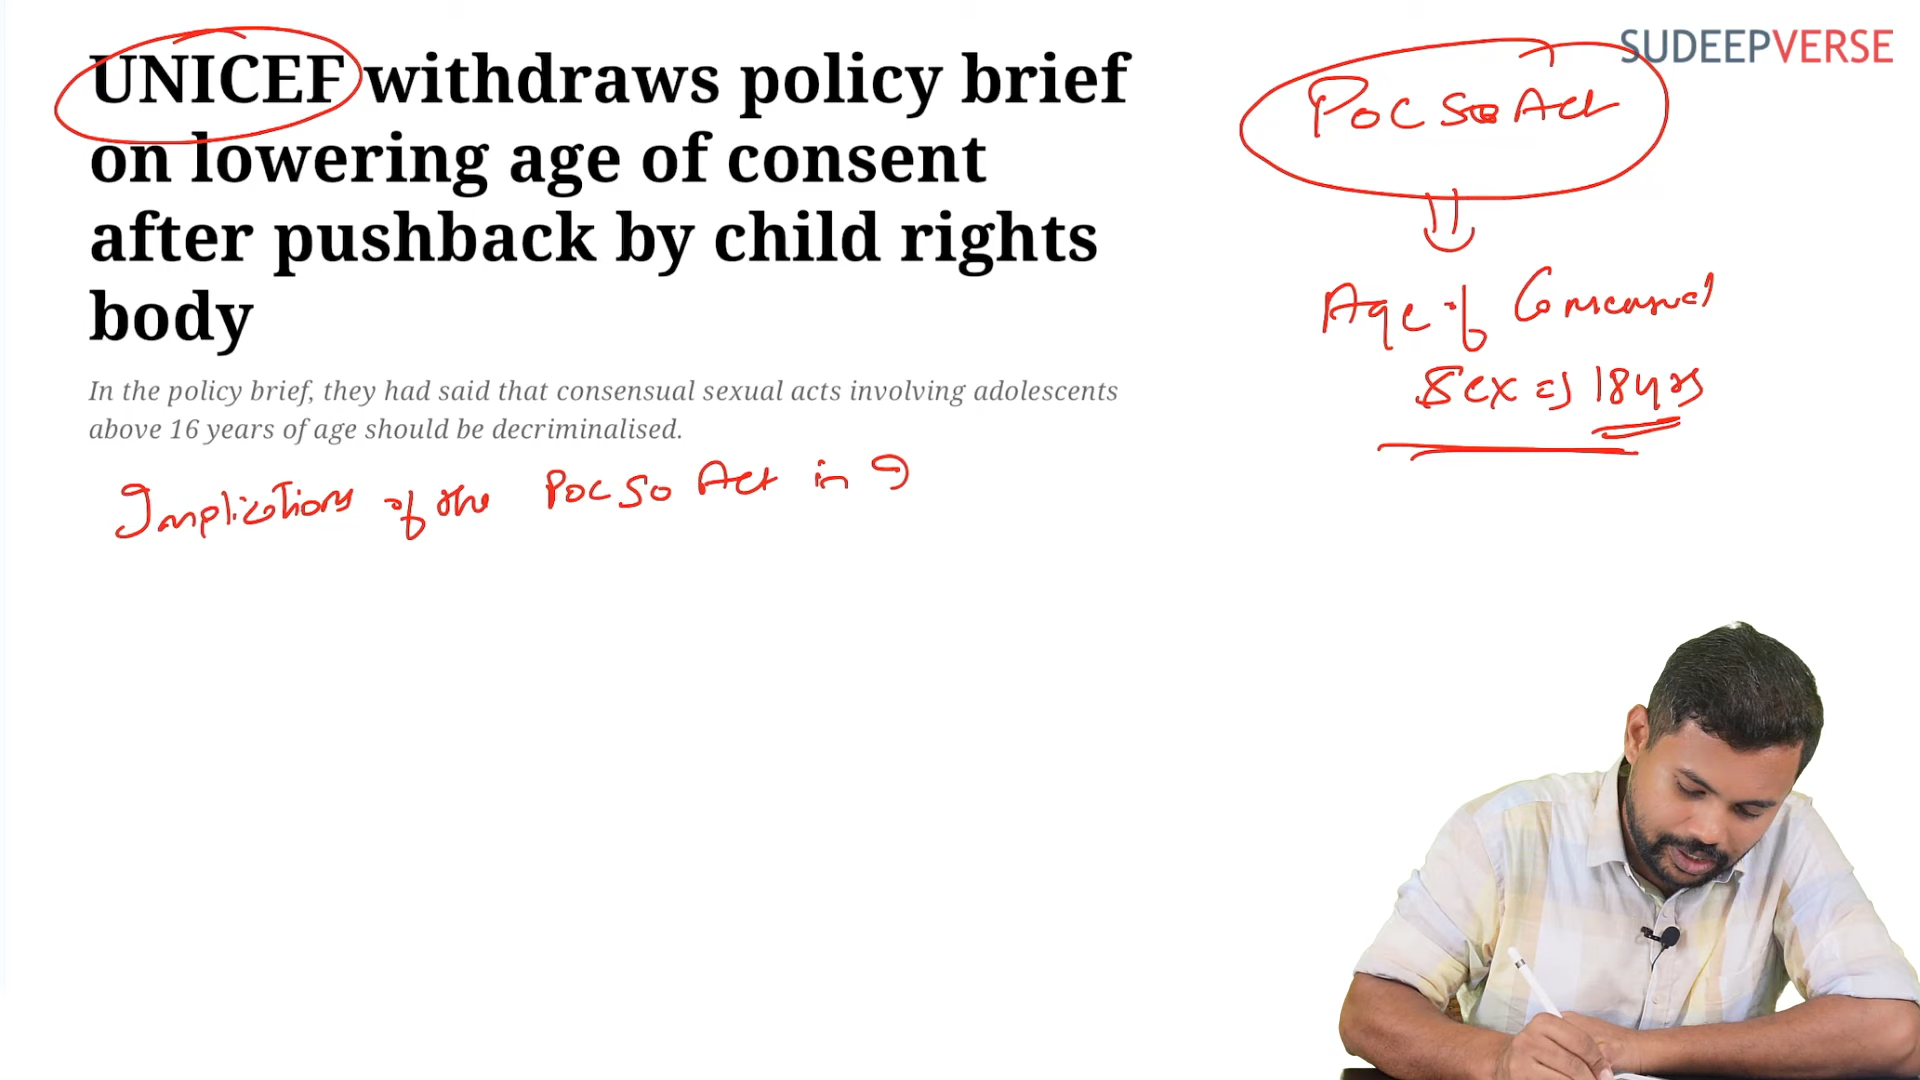 UNICEF withdraws policy brief
on lowering age of consent
after pushback by child rights
body
In the policy brief, they had said that consensual sexual acts involving adolescents
above 16 years of age should be decriminalised.
Implications of the POCSO Act in
SUDEEPVERSE
POCSO Act
Age of Consensual
Sex => 18 yrs